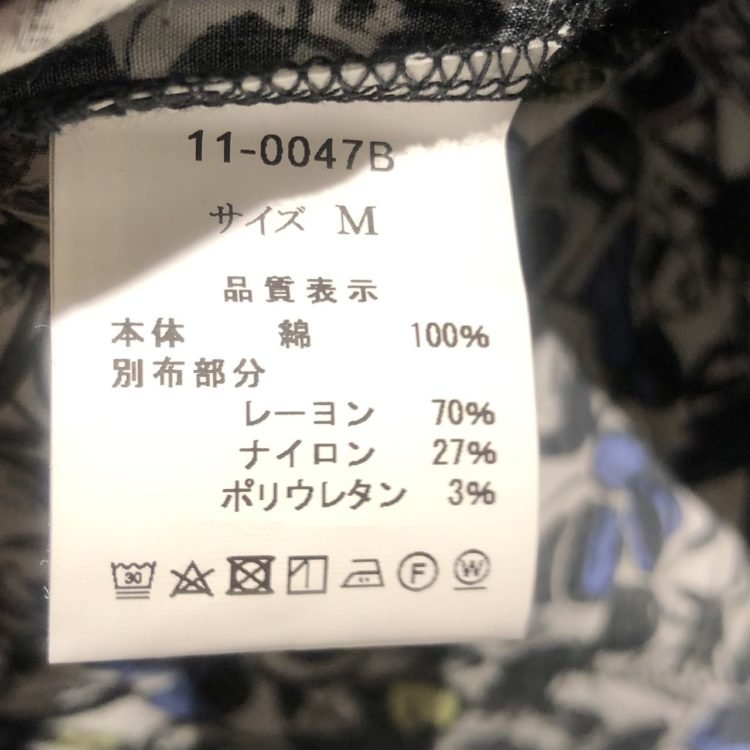 11-0047B
サイズ M
品質表示
本体 綿 100%
別布部分
レーヨン 70%
ナイロン 27%
ポリウレタン 3%
30 F W